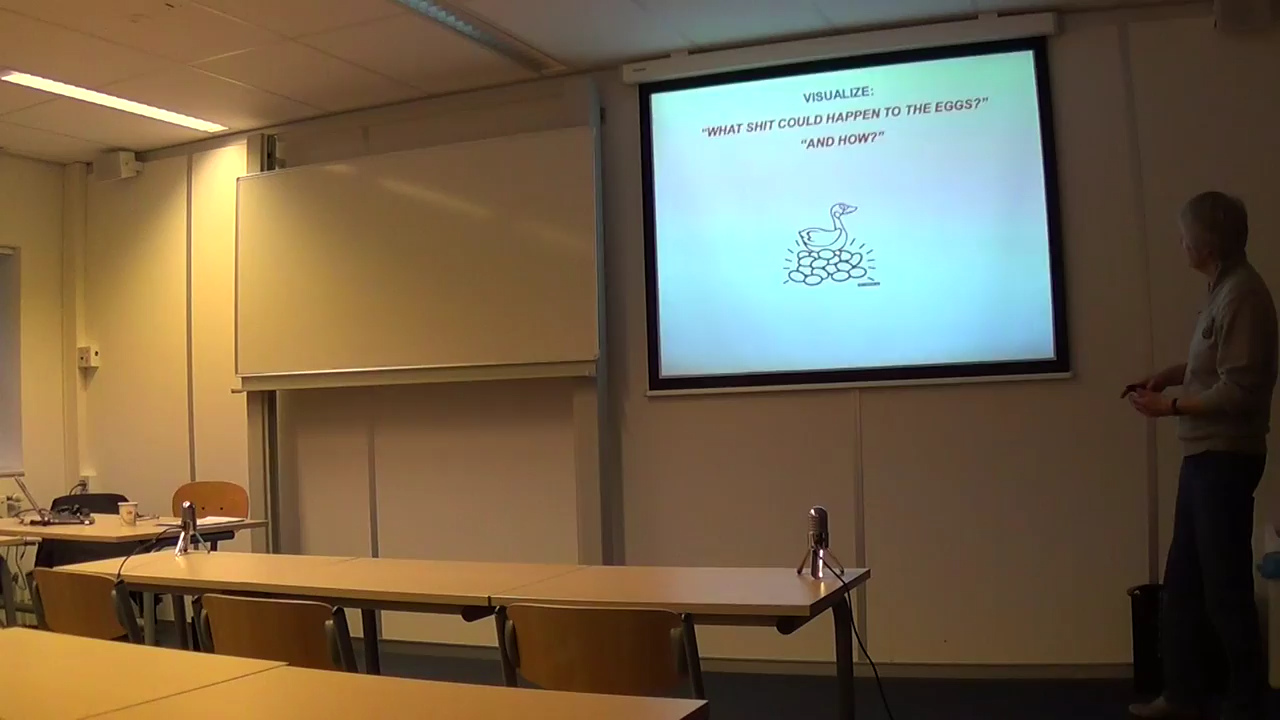 VISUALIZE:
"WHAT SHIT COULD HAPPEN TO THE EGGS?"
"AND HOW?"